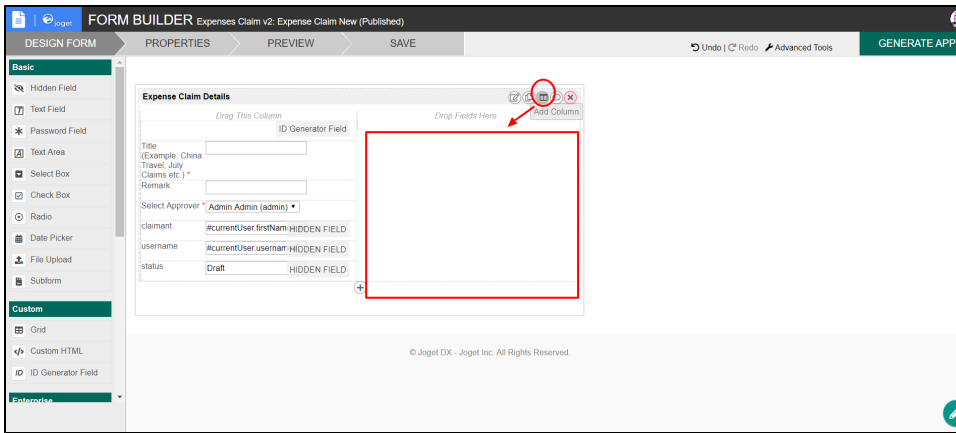 joget FORM BUILDER Expenses Claim v2: Expense Claim New (Published)
DESIGN FORM PROPERTIES PREVIEW SAVE Undo | Redo Advanced Tools GENERATE APP
Basic
Hidden Field
Text Field
Password Field
Text Area
Select Box
Check Box
Radio
Date Picker
File Upload
Subform
Custom
Grid
Custom HTML
ID ID Generator Field
Enterprise
Expense Claim Details
Add Column
Drag This Column Drop Fields Here
ID Generator Field
Title
(Example: China
Travel, July
Claims etc.) *
Remark
Select Approver * Admin Admin (admin)
claimant #currentUser.firstNam HIDDEN FIELD
username #currentUser.usernam HIDDEN FIELD
status Draft HIDDEN FIELD
© Joget DX - Joget Inc. All Rights Reserved.